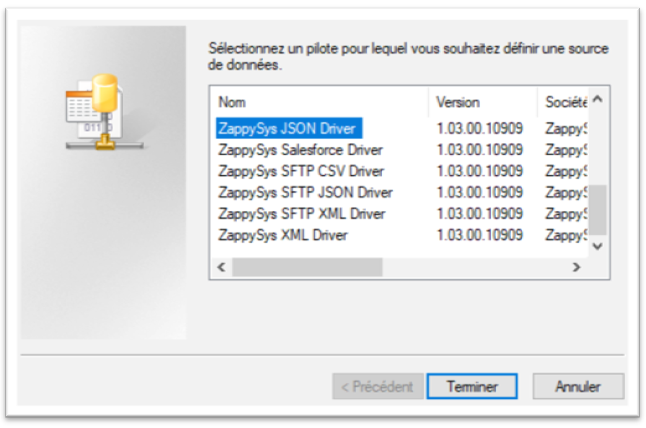 Sélectionnez un pilote pour lequel vous souhaitez définir une source
de données.
Nom Version Société
ZappySys JSON Driver 1.03.00.10909 ZappyS
ZappySys Salesforce Driver 1.03.00.10909 ZappyS
ZappySys SFTP CSV Driver 1.03.00.10909 ZappyS
ZappySys SFTP JSON Driver 1.03.00.10909 ZappyS
ZappySys SFTP XML Driver 1.03.00.10909 ZappyS
ZappySys XML Driver 1.03.00.10909 ZappyS
< Précédent Terminer Annuler